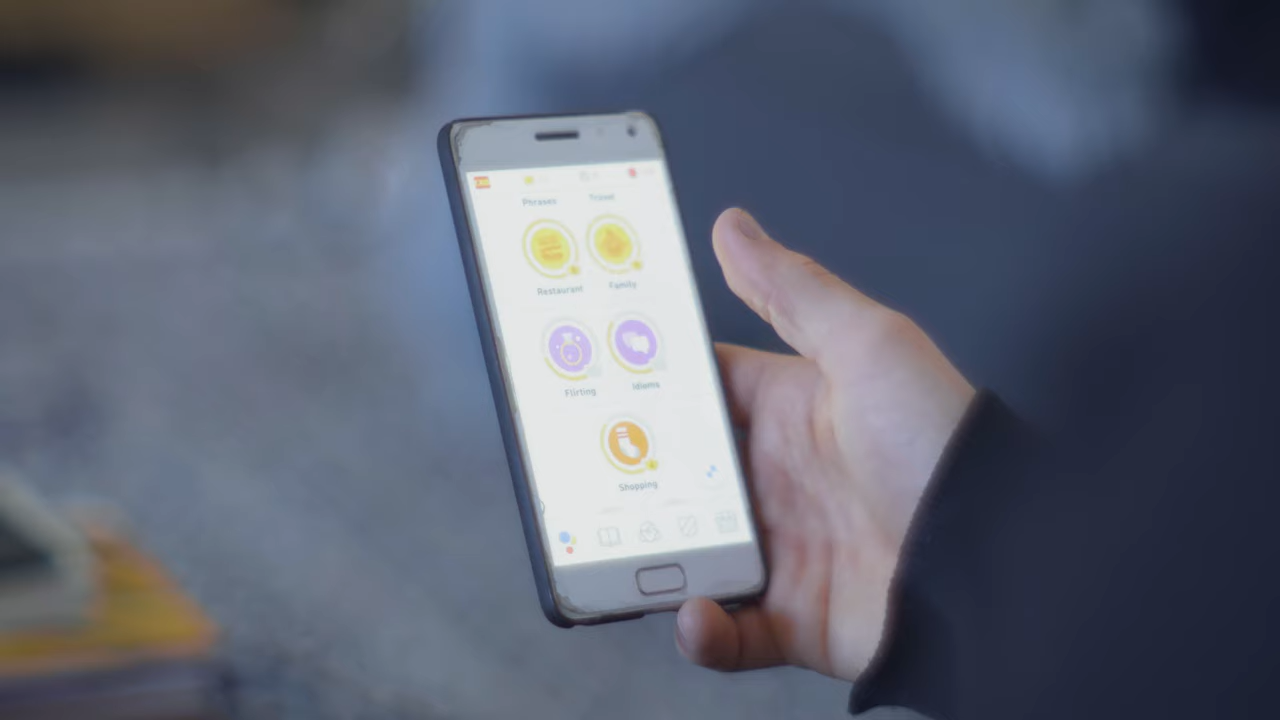 Phrases Travel
Restaurant Family
Flirting Idioms
Shopping